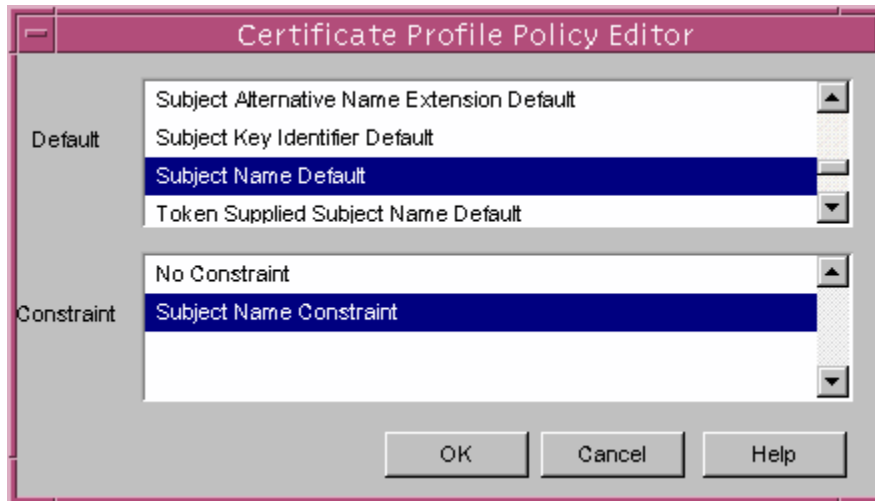 Certificate Profile Policy Editor
Default
Subject Alternative Name Extension Default
Subject Key Identifier Default
Subject Name Default
Token Supplied Subject Name Default
Constraint
No Constraint
Subject Name Constraint
OK
Cancel
Help